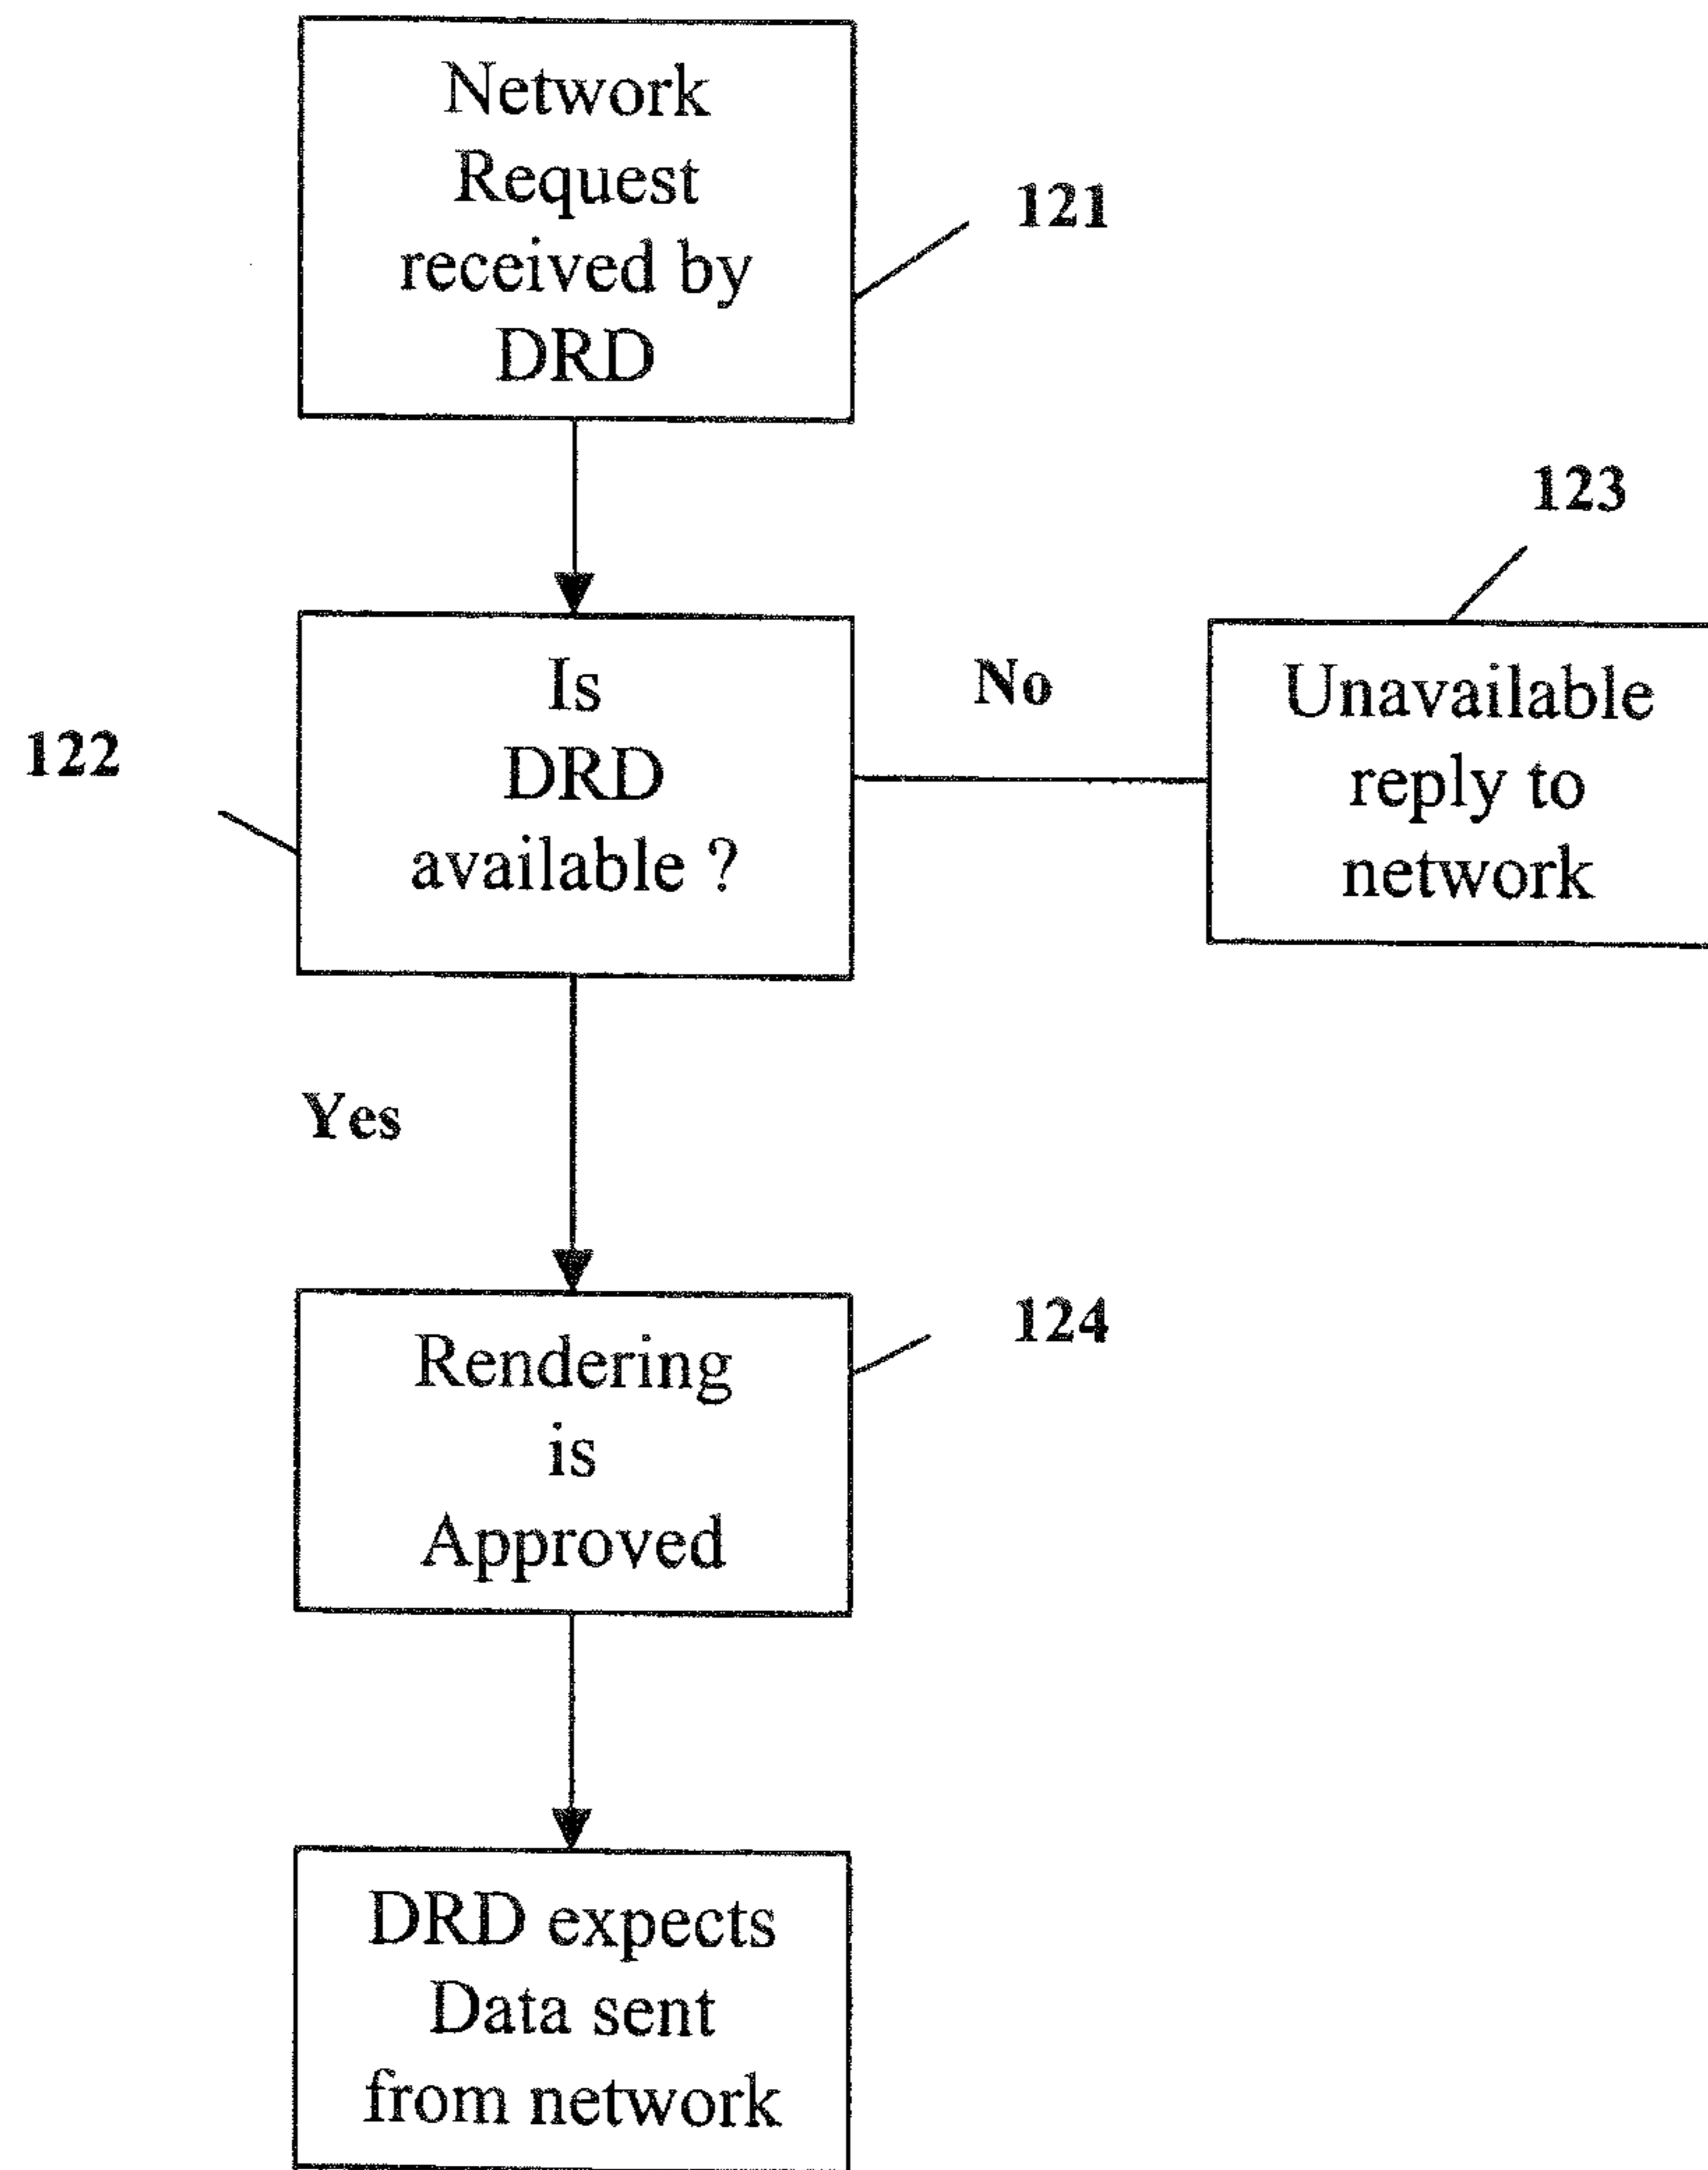 Network
Request
received by
DRD
121
123
Is
DRD
available ?
122
No
Unavailable
reply to
network
Yes
Rendering
is
Approved
124
DRD expects
Data sent
from network